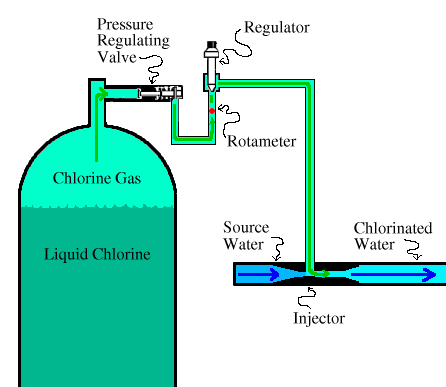 Pressure
Regulating
Valve
Regulator
Rotameter
Chlorine Gas
Liquid Chlorine
Source
Water
Chlorinated
Water
Injector